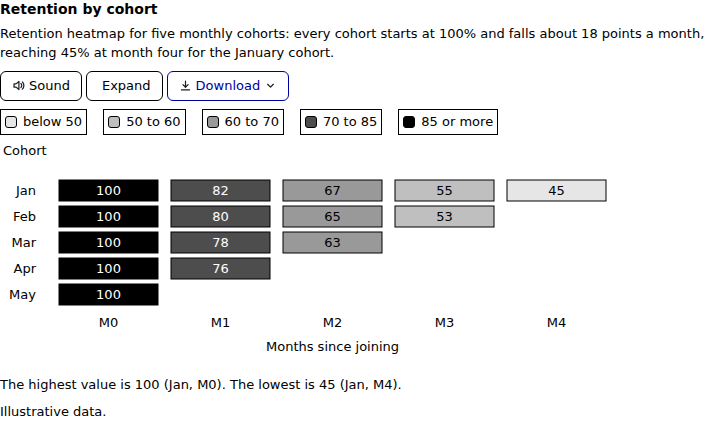 Retention by cohort
Retention heatmap for five monthly cohorts: every cohort starts at 100% and falls about 18 points a month,
reaching 45% at month four for the January cohort.
Sound Expand Download
below 50 50 to 60 60 to 70 70 to 85 85 or more
Cohort
Jan 100 82 67 55 45
Feb 100 80 65 53
Mar 100 78 63
Apr 100 76
May 100
M0 M1 M2 M3 M4
Months since joining
The highest value is 100 (Jan, M0). The lowest is 45 (Jan, M4).
Illustrative data.